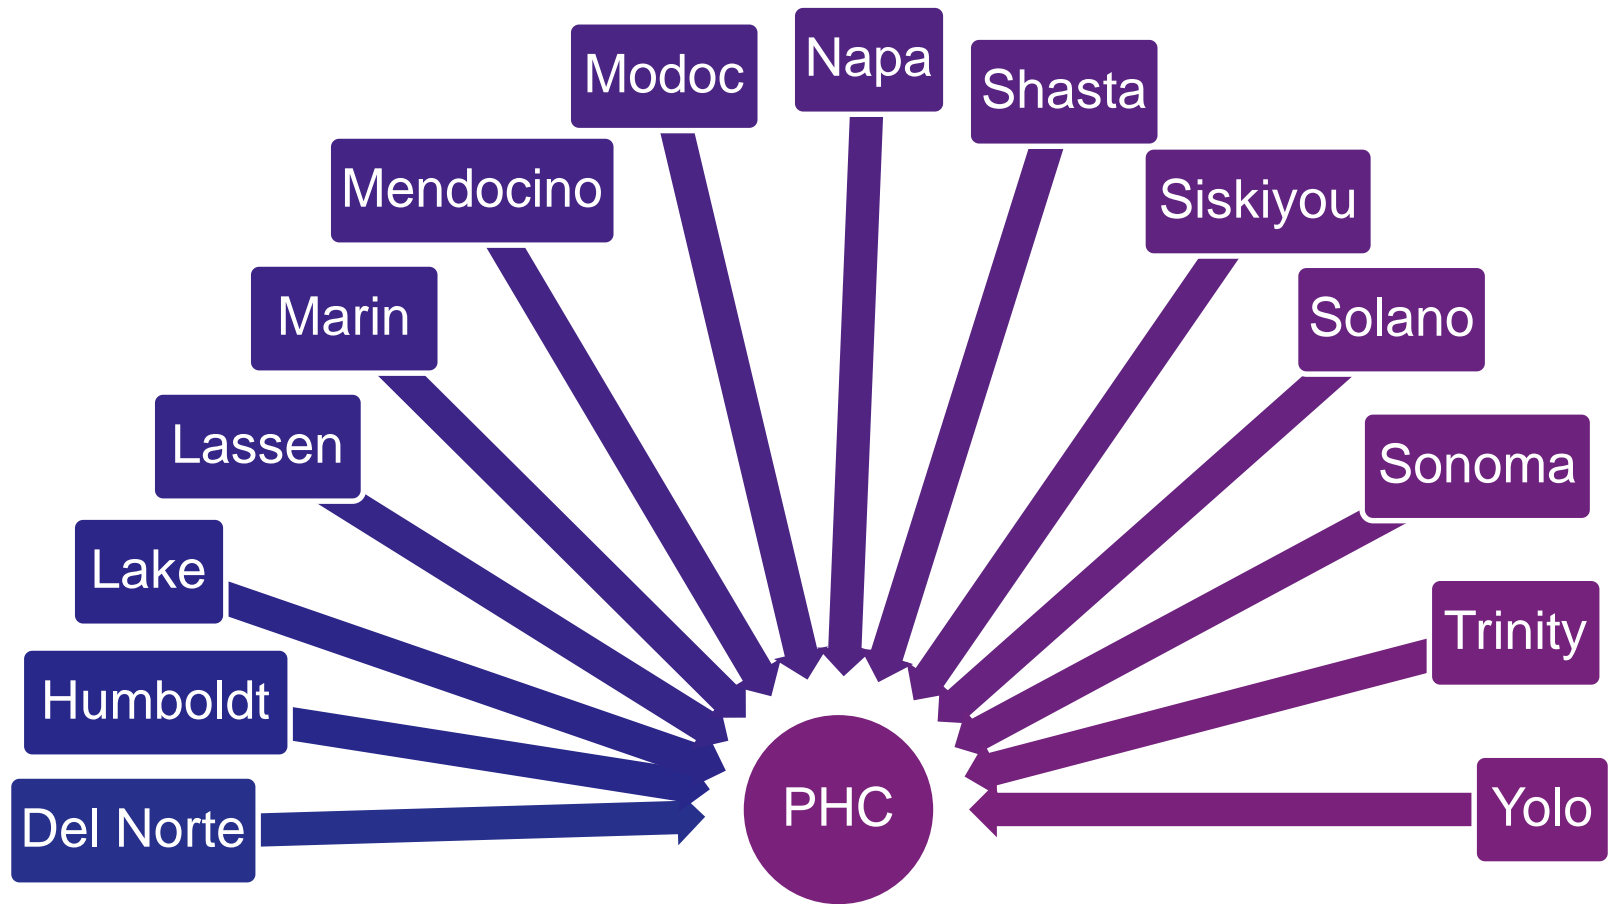 Del Norte
Humboldt
Lake
Lassen
Marin
Mendocino
Modoc
Napa
Shasta
Siskiyou
Solano
Sonoma
Trinity
Yolo
PHC